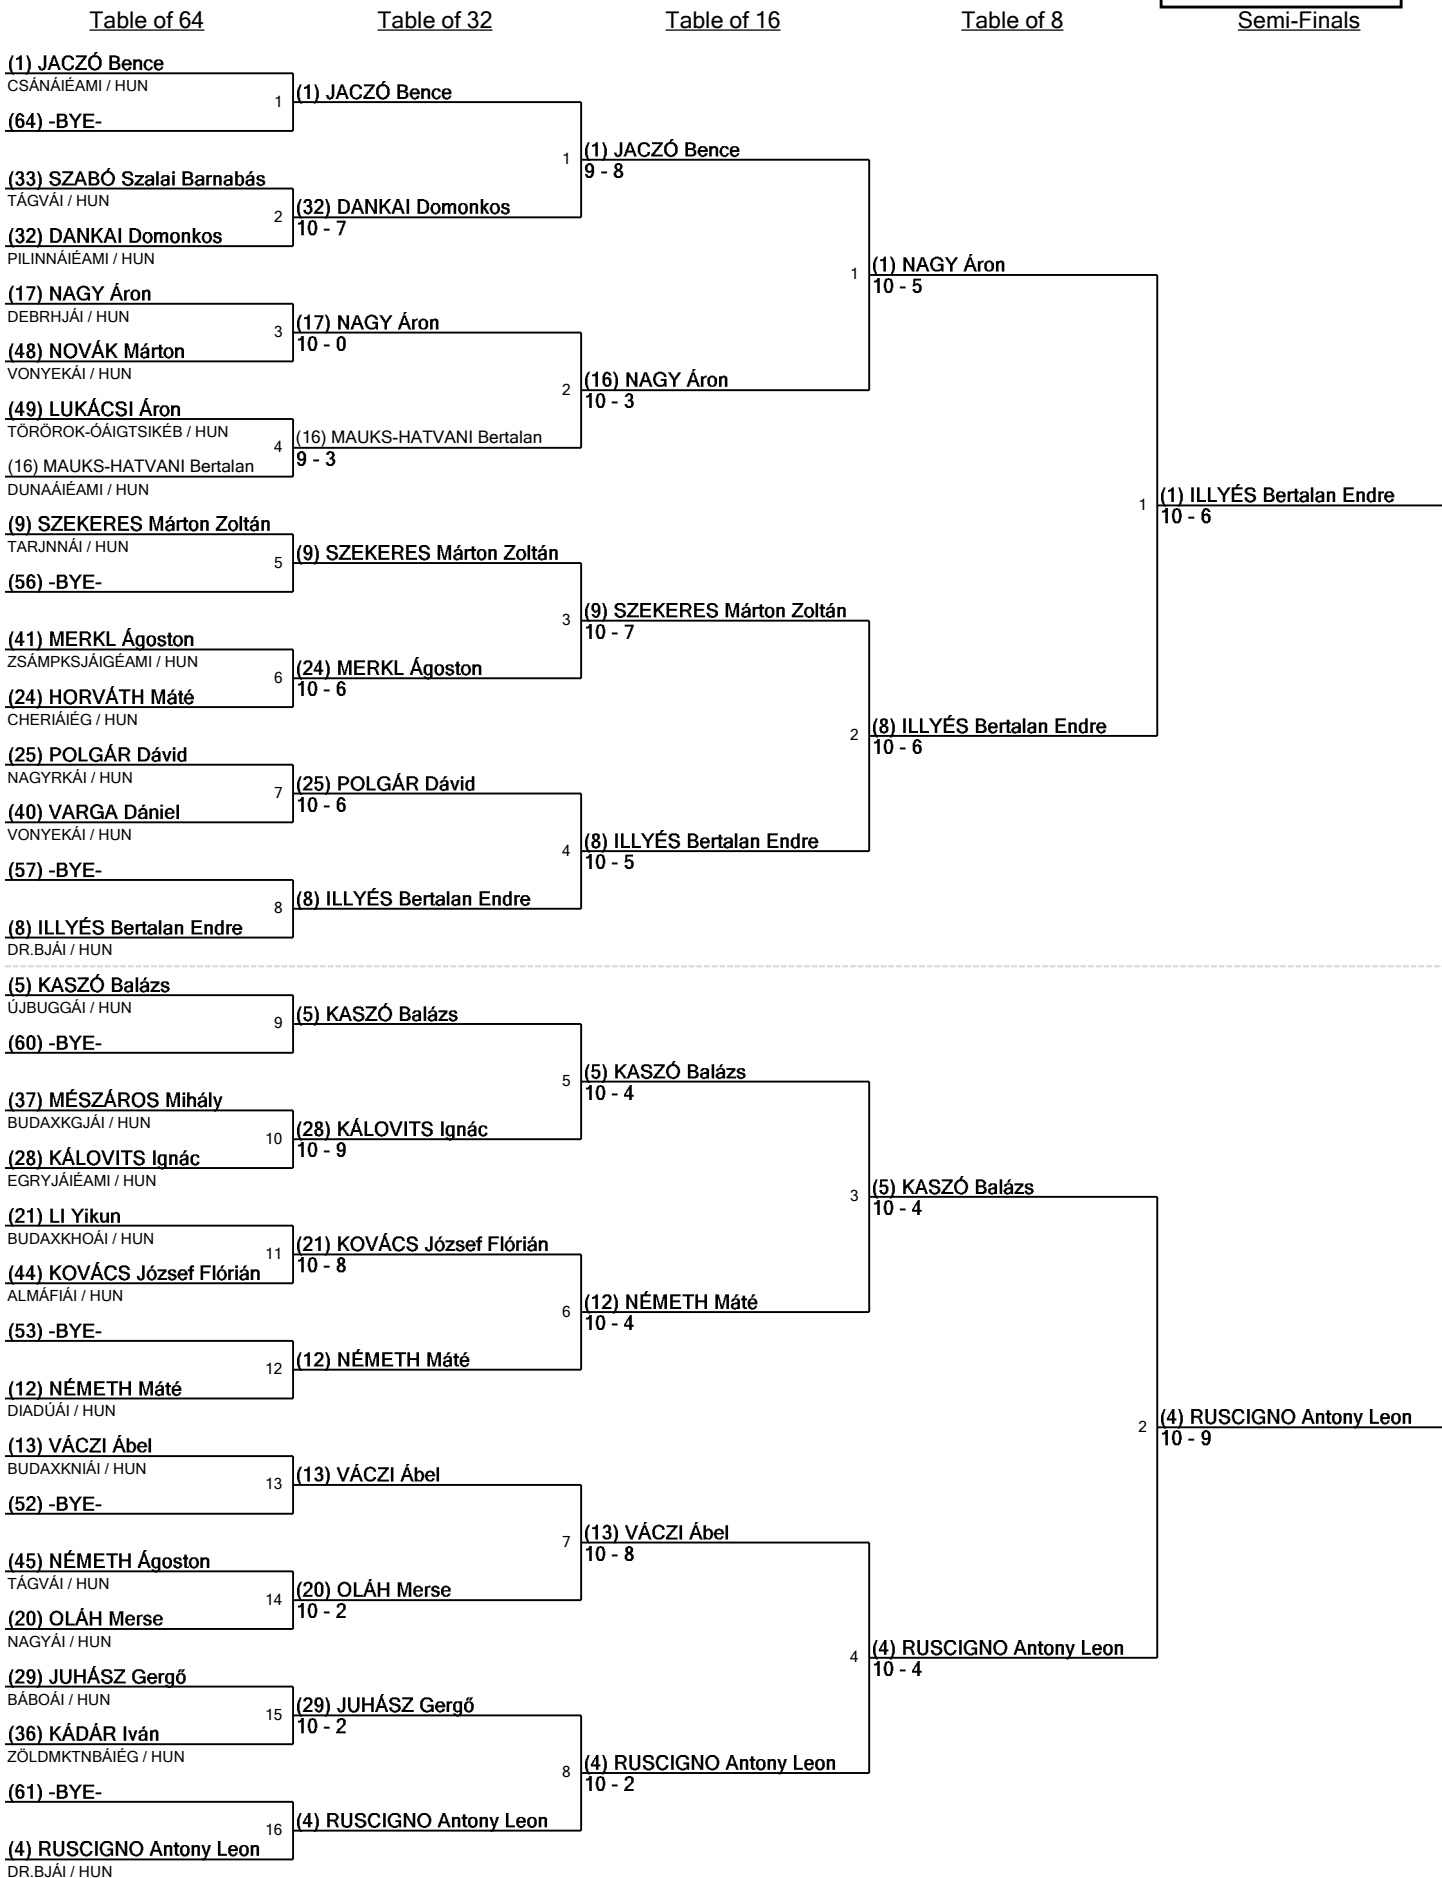 Table of 64
Table of 32
Table of 16
Table of 8
Semi-Finals
(1) JACZÓ Bence
CSÁNÁIÉAMI / HUN
1
(64) -BYE-
(33) SZABÓ Szalai Barnabás
TÁGVÁI / HUN
2
(32) DANKAI Domonkos
PILINNÁIÉAMI / HUN
(17) NAGY Áron
DEBRHJÁI / HUN
3
(48) NOVÁK Márton
VONYEKÁI / HUN
(49) LUKÁCSI Áron
TÖRÖROK-ÓÁIGTSIKÉB / HUN
4
(16) MAUKS-HATVANI Bertalan
DUNAÁIÉAMI / HUN
(9) SZEKERES Márton Zoltán
TARJNNÁI / HUN
5
(56) -BYE-
(41) MERKL Ágoston
ZSÁMPKSJÁIGÉAMI / HUN
6
(24) HORVÁTH Máté
CHERIÁIÉG / HUN
(25) POLGÁR Dávid
NAGYRKÁI / HUN
7
(40) VARGA Dániel
VONYEKÁI / HUN
(57) -BYE-
8
(8) ILLYÉS Bertalan Endre
DR.BJÁI / HUN
(5) KASZÓ Balázs
ÚJBUGGÁI / HUN
9
(60) -BYE-
(37) MÉSZÁROS Mihály
BUDAXKGJÁI / HUN
10
(28) KÁLOVITS Ignác
EGRYJÁIÉAMI / HUN
(21) LI Yikun
BUDAXKHOÁI / HUN
11
(44) KOVÁCS József Flórián
ALMÁFIÁI / HUN
(53) -BYE-
12
(12) NÉMETH Máté
DIADÚÁI / HUN
(13) VÁCZI Ábel
BUDAXKNIÁI / HUN
13
(52) -BYE-
(45) NÉMETH Ágoston
TÁGVÁI / HUN
14
(20) OLÁH Merse
NAGYÁI / HUN
(29) JUHÁSZ Gergő
BÁBOÁI / HUN
15
(36) KÁDÁR Iván
ZÖLDMKTNBÁIÉG / HUN
(61) -BYE-
16
(4) RUSCIGNO Antony Leon
DR.BJÁI / HUN
(1) JACZÓ Bence
1
(32) DANKAI Domonkos
10 - 7
(17) NAGY Áron
10 - 0
2
(16) MAUKS-HATVANI Bertalan
9 - 3
(9) SZEKERES Márton Zoltán
3
(24) MERKL Ágoston
10 - 6
(25) POLGÁR Dávid
10 - 6
4
(8) ILLYÉS Bertalan Endre
(5) KASZÓ Balázs
5
(28) KÁLOVITS Ignác
10 - 9
(21) KOVÁCS József Flórián
10 - 8
6
(12) NÉMETH Máté
(13) VÁCZI Ábel
7
(20) OLÁH Merse
10 - 2
(29) JUHÁSZ Gergő
10 - 2
8
(4) RUSCIGNO Antony Leon
(1) JACZÓ Bence
9 - 8
1
(16) NAGY Áron
10 - 3
(9) SZEKERES Márton Zoltán
10 - 7
2
(8) ILLYÉS Bertalan Endre
10 - 5
(5) KASZÓ Balázs
10 - 4
3
(12) NÉMETH Máté
10 - 4
(13) VÁCZI Ábel
10 - 8
4
(4) RUSCIGNO Antony Leon
10 - 2
(1) NAGY Áron
10 - 5
1
(8) ILLYÉS Bertalan Endre
10 - 6
(5) KASZÓ Balázs
10 - 4
2
(4) RUSCIGNO Antony Leon
10 - 4
(1) ILLYÉS Bertalan Endre
10 - 6
(4) RUSCIGNO Antony Leon
10 - 9